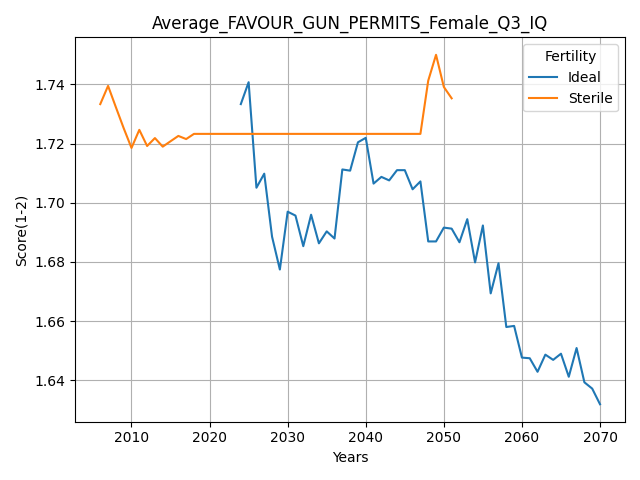 Average_FAVOUR_GUN_PERMITS_Female_Q3_IQ
Fertility
Ideal
Sterile
Score(1-2)
1.74
1.72
1.70
1.68
1.66
1.64
2010 2020 2030 2040 2050 2060 2070
Years